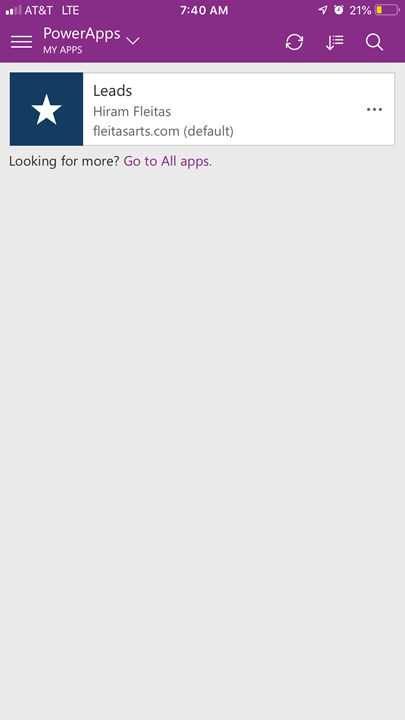 AT&T LTE 7:40 AM 21%
PowerApps
MY APPS
Leads
Hiram Fleitas
fleitasarts.com (default)
Looking for more? Go to All apps.